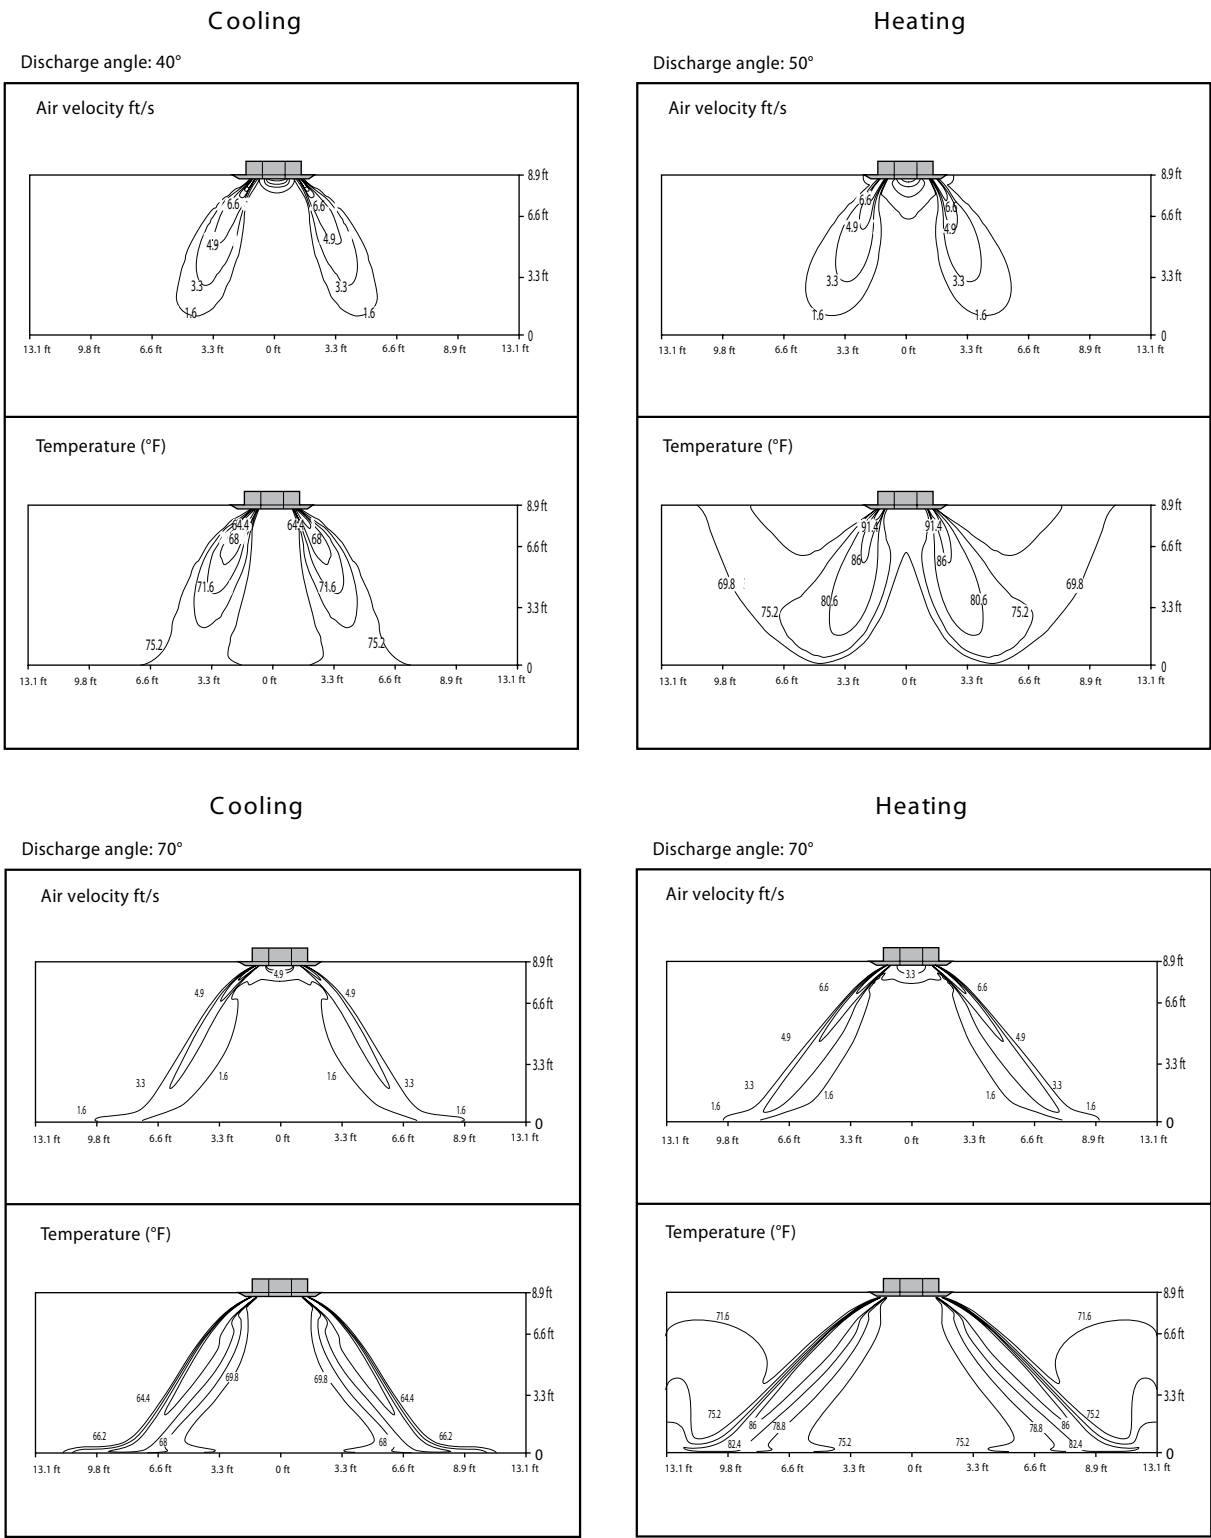 Cooling
Discharge angle: 40°
Air velocity ft/s
8.9 ft
6.6 6.6
6.6 ft
4.9 4.9
3.3 3.3
3.3 ft
1.6 1.6
0
13.1 ft 9.8 ft 6.6 ft 3.3 ft 0 ft 3.3 ft 6.6 ft 8.9 ft 13.1 ft
Temperature (°F)
8.9 ft
64.4 64.4
68 68
6.6 ft
71.6 71.6
3.3 ft
75.2 75.2
0
13.1 ft 9.8 ft 6.6 ft 3.3 ft 0 ft 3.3 ft 6.6 ft 8.9 ft 13.1 ft
Heating
Discharge angle: 50°
Air velocity ft/s
8.9 ft
6.6 6.6
6.6 ft
4.9 4.9
3.3 3.3
3.3 ft
1.6 1.6
0
13.1 ft 9.8 ft 6.6 ft 3.3 ft 0 ft 3.3 ft 6.6 ft 8.9 ft 13.1 ft
Temperature (°F)
8.9 ft
91.4 91.4
6.6 ft
86 86
69.8 69.8
80.6 80.6
3.3 ft
75.2 75.2
0
13.1 ft 9.8 ft 6.6 ft 3.3 ft 0 ft 3.3 ft 6.6 ft 8.9 ft 13.1 ft
Cooling
Discharge angle: 70°
Air velocity ft/s
8.9 ft
4.9
4.9 4.9
6.6 ft
3.3 ft
1.6 1.6
3.3 3.3
1.6 1.6
0
13.1 ft 9.8 ft 6.6 ft 3.3 ft 0 ft 3.3 ft 6.6 ft 8.9 ft 13.1 ft
Temperature (°F)
8.9 ft
6.6 ft
69.8 69.8
64.4 64.4
3.3 ft
66.2 66.2
68 68
0
13.1 ft 9.8 ft 6.6 ft 3.3 ft 0 ft 3.3 ft 6.6 ft 8.9 ft 13.1 ft
Heating
Discharge angle: 70°
Air velocity ft/s
8.9 ft
3.3
6.6 6.6
6.6 ft
4.9 4.9
3.3 ft
3.3 3.3
1.6 1.6
1.6 1.6
0
13.1 ft 9.8 ft 6.6 ft 3.3 ft 0 ft 3.3 ft 6.6 ft 8.9 ft 13.1 ft
Temperature (°F)
8.9 ft
71.6 71.6
6.6 ft
3.3 ft
75.2 75.2
86 78.8 78.8 86
82.4 75.2 75.2 82.4
0
13.1 ft 9.8 ft 6.6 ft 3.3 ft 0 ft 3.3 ft 6.6 ft 8.9 ft 13.1 ft